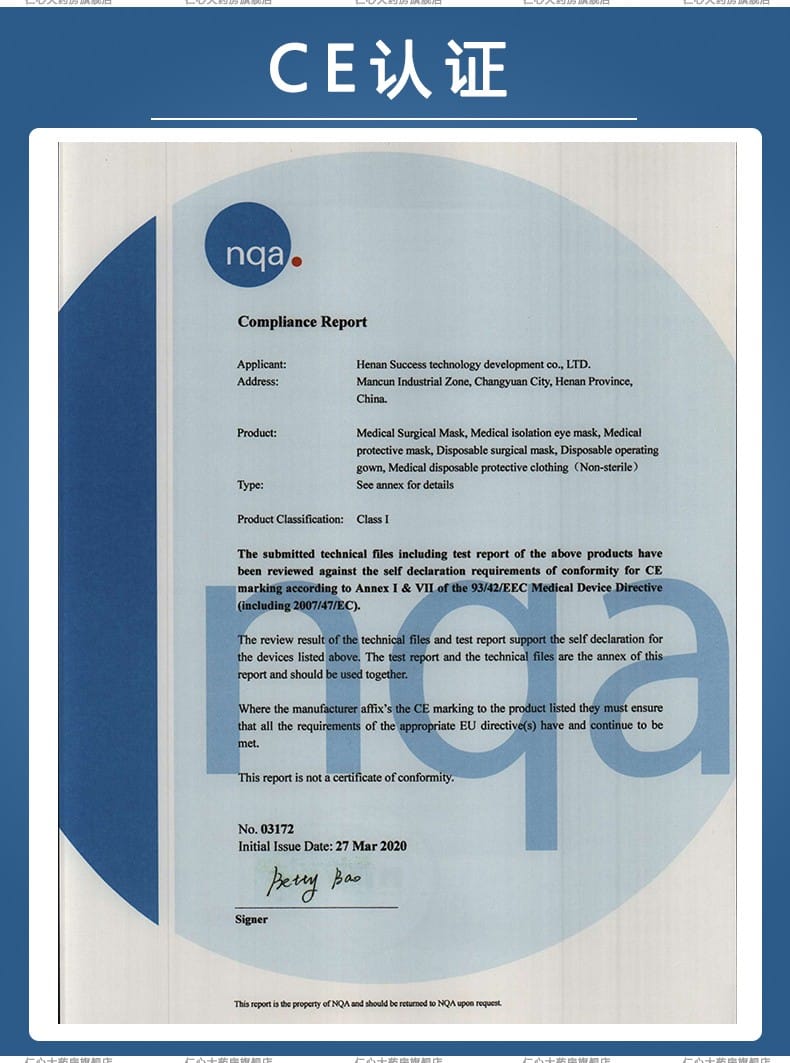 CE认证
nqa.
Compliance Report
Applicant: Henan Success technology development co., LTD.
Address: Mancun Industrial Zone, Changyuan City, Henan Province,
China.
Product: Medical Surgical Mask, Medical isolation eye mask, Medical
protective mask, Disposable surgical mask, Disposable operating
gown, Medical disposable protective clothing（Non-sterile）
Type: See annex for details
Product Classification: Class I
The submitted technical files including test report of the above products have
been reviewed against the self declaration requirements of conformity for CE
marking according to Annex I & VII of the 93/42/EEC Medical Device Directive
(including 2007/47/EC).
The review result of the technical files and test report support the self declaration for
the devices listed above. The test report and the technical files are the annex of this
report and should be used together.
Where the manufacturer affix's the CE marking to the product listed they must ensure
that all the requirements of the appropriate EU directive(s) have and continue to be
met.
nqa
This report is not a certificate of conformity.
No. 03172
Initial Issue Date: 27 Mar 2020
Betty Bao
Signer
This report is the property of NQA and should be returned to NQA upon request.